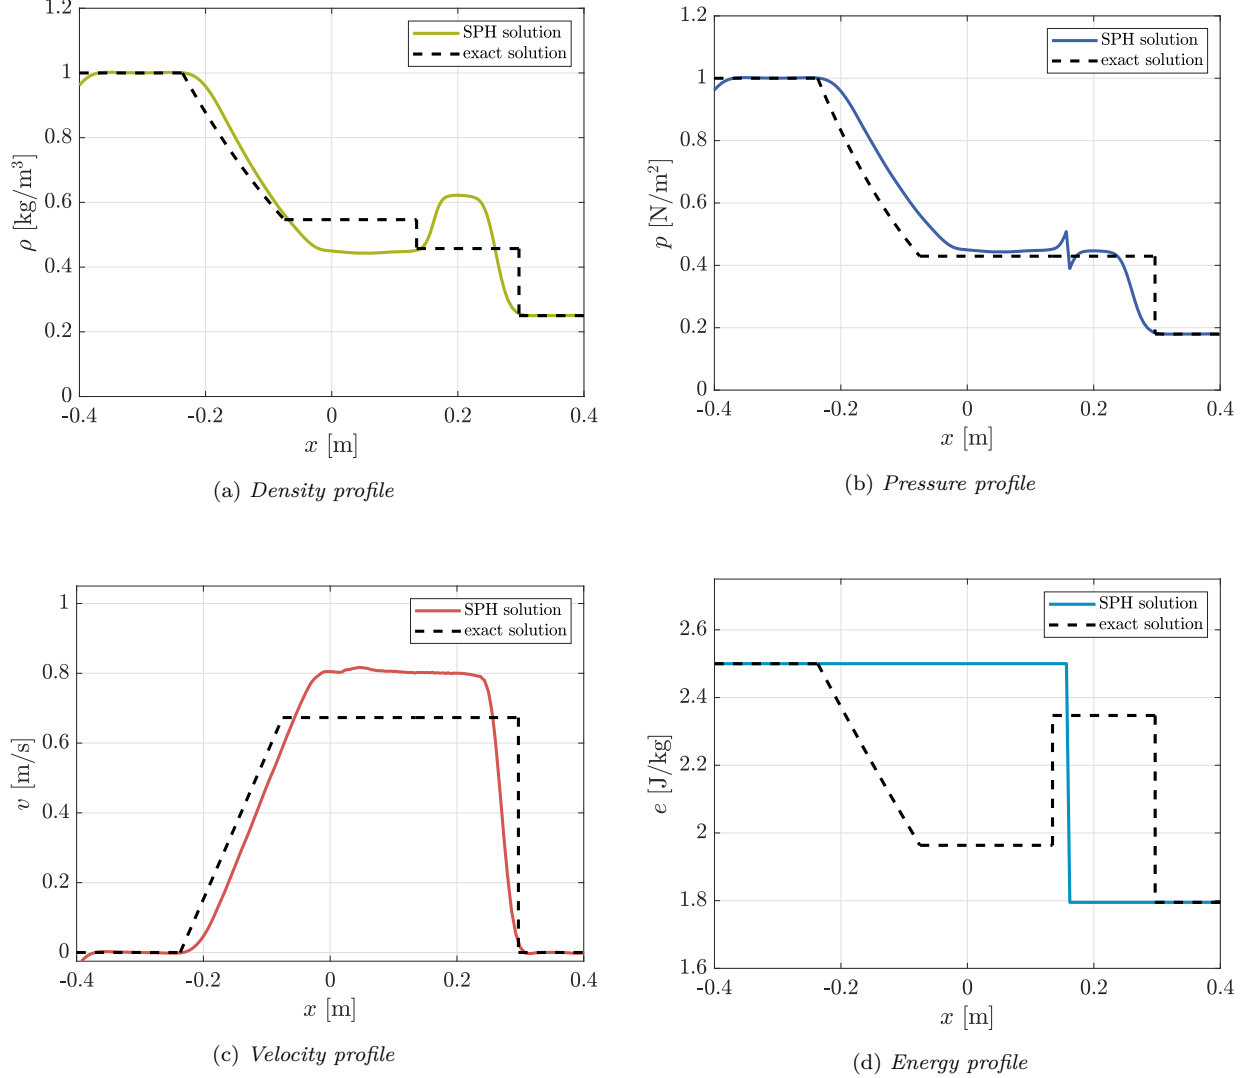 1.2
1
0.8
0.6
0.4
0.2
0
ρ [kg/m³]
-0.4 -0.2 0 0.2 0.4
x [m]
SPH solution
exact solution
(a) Density profile
1.2
1
0.8
0.6
0.4
0.2
0
p [N/m²]
-0.4 -0.2 0 0.2 0.4
x [m]
SPH solution
exact solution
(b) Pressure profile
1
0.8
0.6
0.4
0.2
0
v [m/s]
-0.4 -0.2 0 0.2 0.4
x [m]
SPH solution
exact solution
(c) Velocity profile
2.6
2.4
2.2
2
1.8
1.6
e [J/kg]
-0.4 -0.2 0 0.2 0.4
x [m]
SPH solution
exact solution
(d) Energy profile